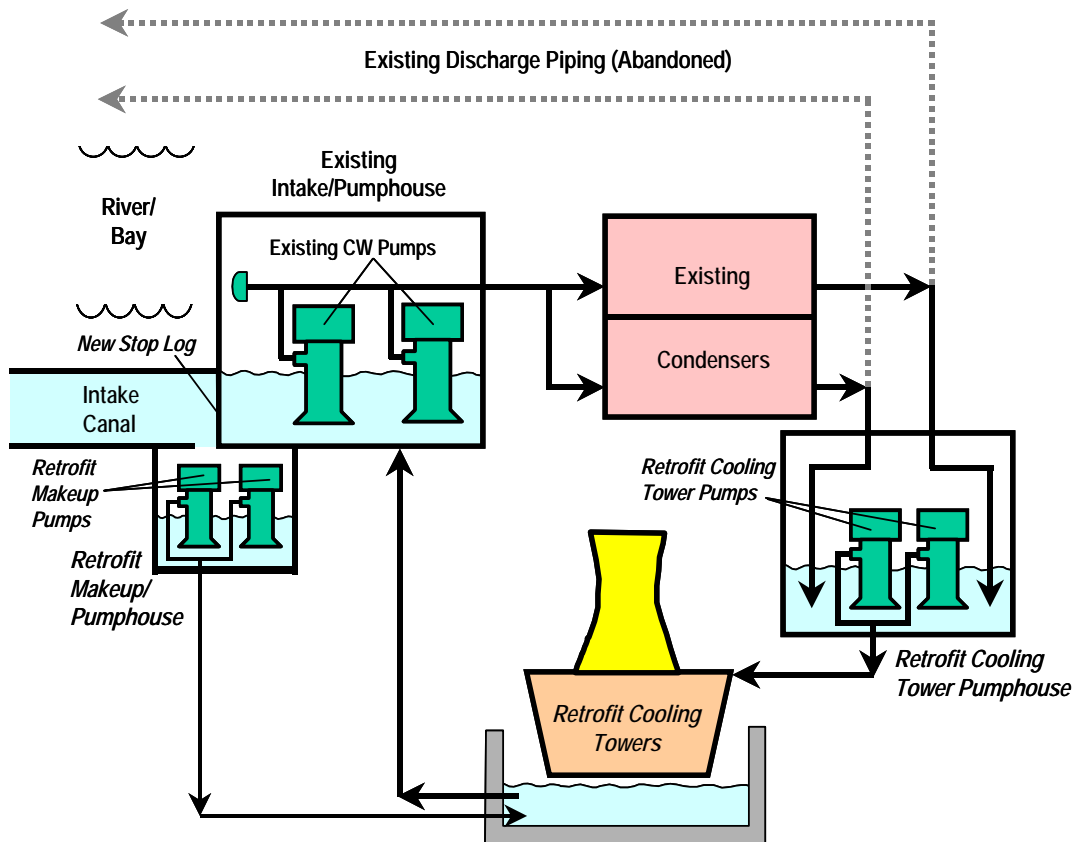 Existing Discharge Piping (Abandoned)
Existing
Intake/Pumphouse
River/
Bay
Existing CW Pumps
Existing
Condensers
New Stop Log
Intake
Canal
Retrofit
Makeup
Pumps
Retrofit
Makeup/
Pumphouse
Retrofit Cooling
Tower Pumps
Retrofit Cooling
Tower Pumphouse
Retrofit Cooling
Towers